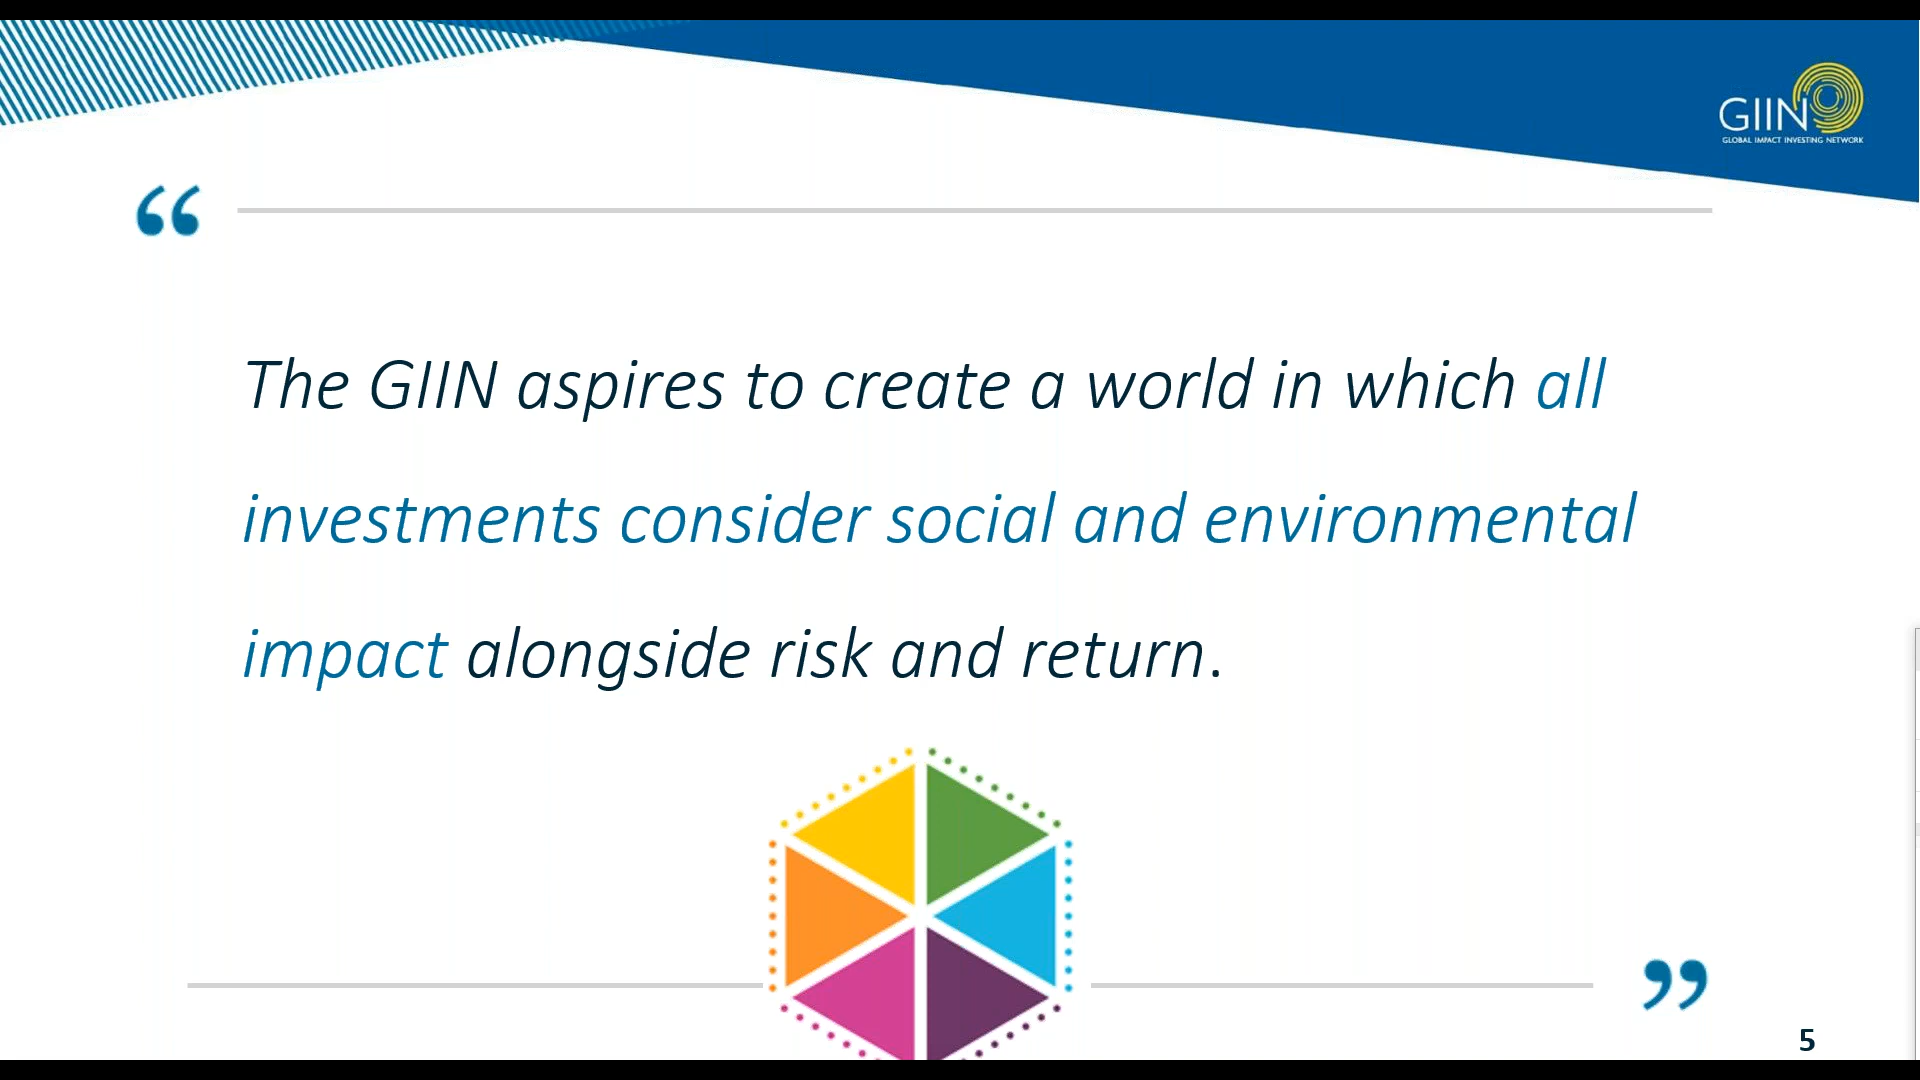 GIIN
GLOBAL IMPACT INVESTING NETWORK
“
The GIIN aspires to create a world in which all
investments consider social and environmental
impact alongside risk and return.
”
5